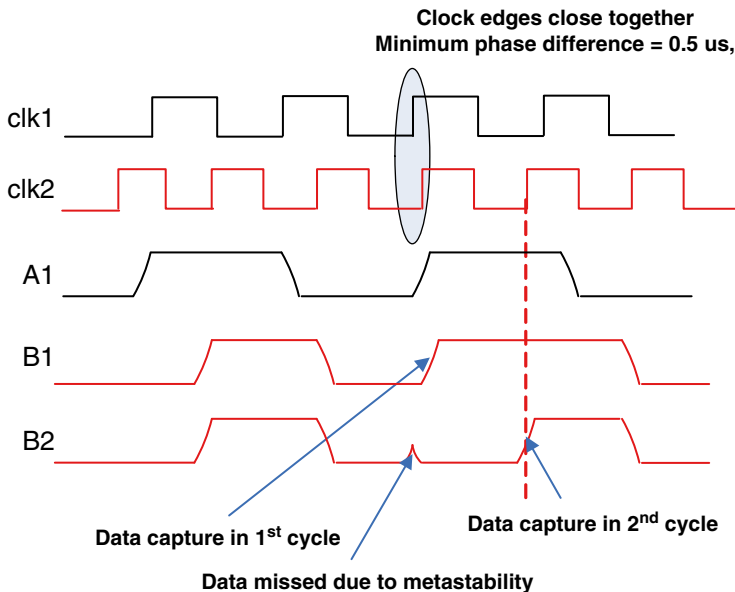 Clock edges close together
Minimum phase difference = 0.5 us,
clk1
clk2
A1
B1
B2
Data capture in 1st cycle
Data capture in 2nd cycle
Data missed due to metastability